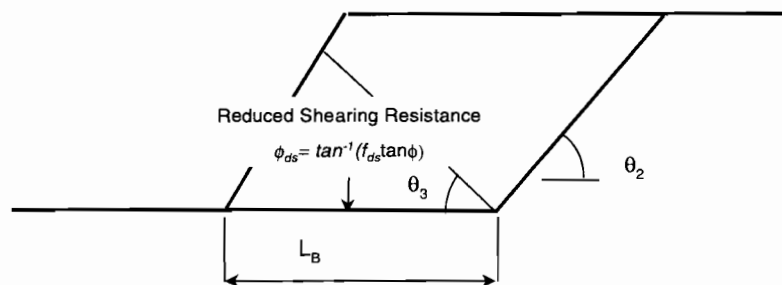 Reduced Shearing Resistance
ϕds= tan-1(fdstanϕ)
θ3
θ2
LB